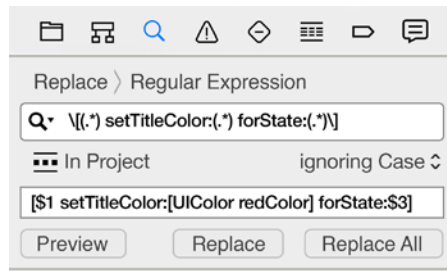 Replace 〉 Regular Expression
\[(.*) setTitleColor:(.*) forState:(.*)\]
In Project ignoring Case
[$1 setTitleColor:[UIColor redColor] forState:$3]
Preview Replace Replace All